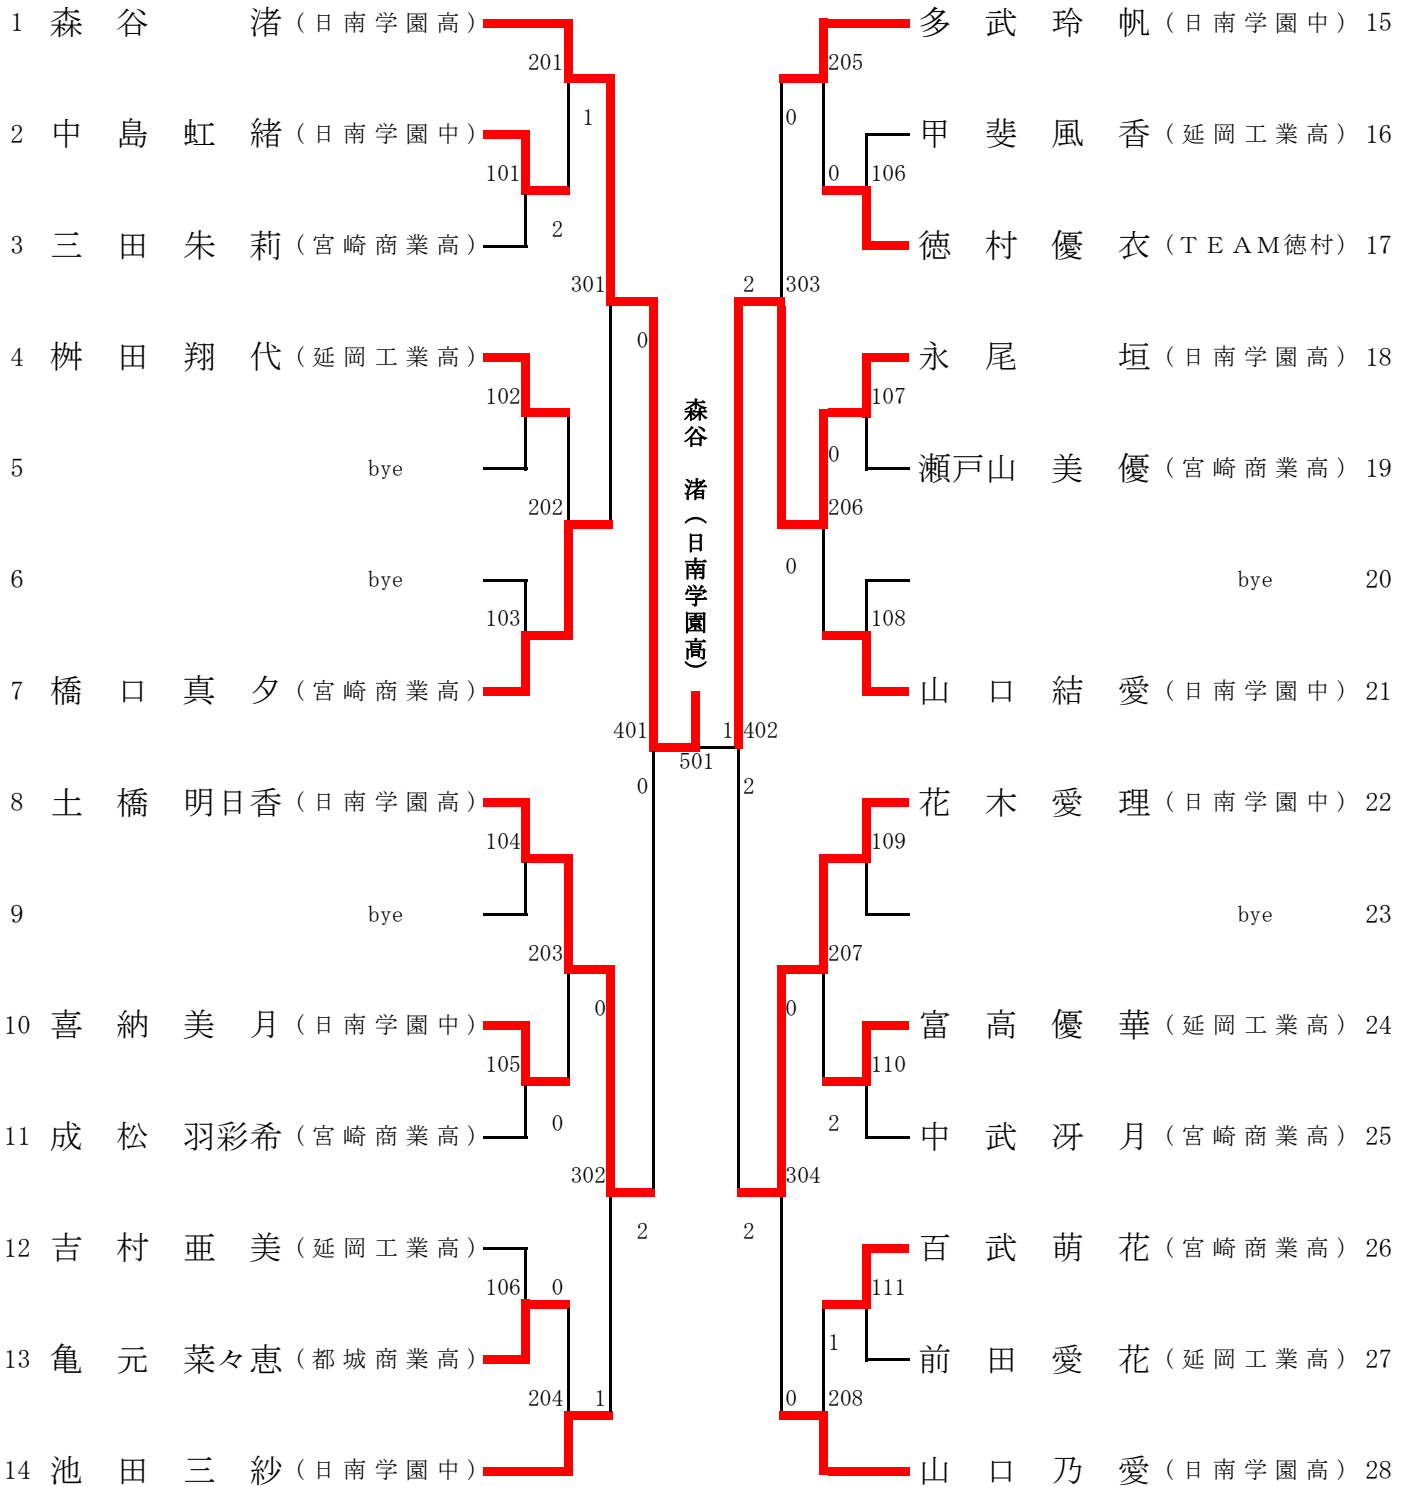 1 森谷 渚 (日南学園高)
201
1
2 中島 虹緒 (日南学園中)
101
2
3 三田 朱莉 (宮崎商業高)
301
0
4 桝田 翔代 (延岡工業高)
102
5 bye
202
6 bye
103
7 橋口 真夕 (宮崎商業高)
401
0
8 土橋 明日香 (日南学園高)
104
9 bye
203
0
10 喜納 美月 (日南学園中)
105
0
11 成松 羽彩希 (宮崎商業高)
302
2
12 吉村 亜美 (延岡工業高)
106 0
13 亀元 菜々恵 (都城商業高)
204 1
14 池田 三紗 (日南学園中)
森谷 渚(日南学園高)
501
1
多武 玲帆 (日南学園中) 15
205
0
甲斐 風香 (延岡工業高) 16
0 106
徳村 優衣 (TEAM徳村) 17
2 303
永尾 垣 (日南学園高) 18
107
0
瀬戸山 美優 (宮崎商業高) 19
206
0
bye 20
108
山口 結愛 (日南学園中) 21
402
2
花木 愛理 (日南学園中) 22
109
bye 23
207
0
富高 優華 (延岡工業高) 24
110
2
中武 冴月 (宮崎商業高) 25
304
2
百武 萌花 (宮崎商業高) 26
111
1
前田 愛花 (延岡工業高) 27
0 208
山口 乃愛 (日南学園高) 28